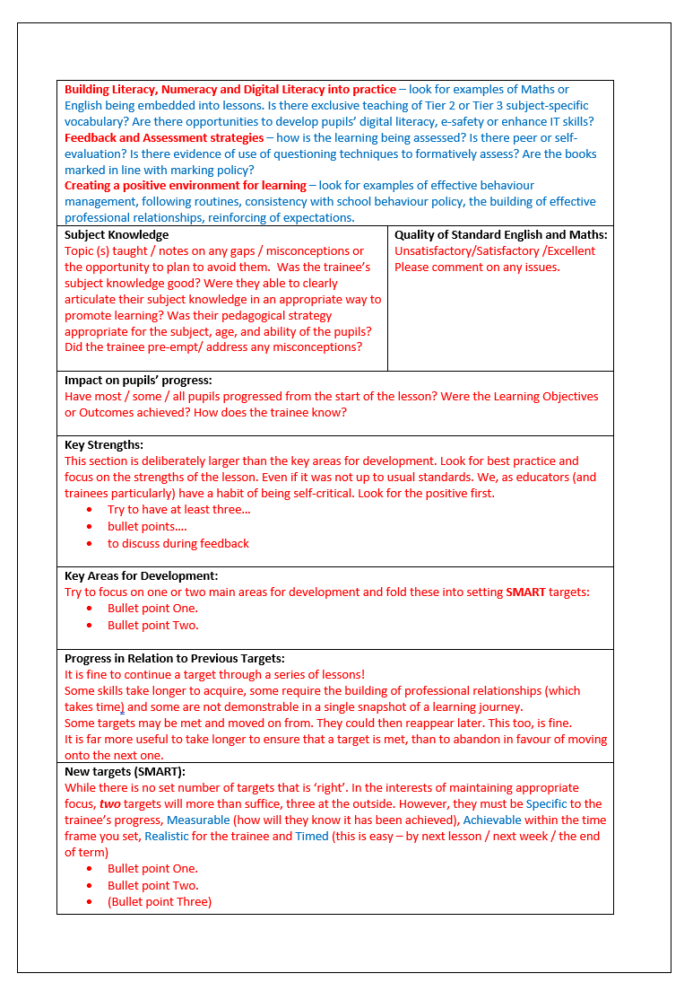 Building Literacy, Numeracy and Digital Literacy into practice – look for examples of Maths or
English being embedded into lessons. Is there exclusive teaching of Tier 2 or Tier 3 subject-specific
vocabulary? Are there opportunities to develop pupils’ digital literacy, e-safety or enhance IT skills?
Feedback and Assessment strategies – how is the learning being assessed? Is there peer or self-
evaluation? Is there evidence of use of questioning techniques to formatively assess? Are the books
marked in line with marking policy?
Creating a positive environment for learning – look for examples of effective behaviour
management, following routines, consistency with school behaviour policy, the building of effective
professional relationships, reinforcing of expectations.
Subject Knowledge
Topic (s) taught / notes on any gaps / misconceptions or
the opportunity to plan to avoid them. Was the trainee’s
subject knowledge good? Were they able to clearly
articulate their subject knowledge in an appropriate way to
promote learning? Was their pedagogical strategy
appropriate for the subject, age, and ability of the pupils?
Did the trainee pre-empt/ address any misconceptions?
Quality of Standard English and Maths:
Unsatisfactory/Satisfactory /Excellent
Please comment on any issues.
Impact on pupils’ progress:
Have most / some / all pupils progressed from the start of the lesson? Were the Learning Objectives
or Outcomes achieved? How does the trainee know?
Key Strengths:
This section is deliberately larger than the key areas for development. Look for best practice and
focus on the strengths of the lesson. Even if it was not up to usual standards. We, as educators (and
trainees particularly) have a habit of being self-critical. Look for the positive first.
• Try to have at least three…
• bullet points….
• to discuss during feedback
Key Areas for Development:
Try to focus on one or two main areas for development and fold these into setting SMART targets:
• Bullet point One.
• Bullet point Two.
Progress in Relation to Previous Targets:
It is fine to continue a target through a series of lessons!
Some skills take longer to acquire, some require the building of professional relationships (which
takes time) and some are not demonstrable in a single snapshot of a learning journey.
Some targets may be met and moved on from. They could then reappear later. This too, is fine.
It is far more useful to take longer to ensure that a target is met, than to abandon in favour of moving
onto the next one.
New targets (SMART):
While there is no set number of targets that is ‘right’. In the interests of maintaining appropriate
focus, two targets will more than suffice, three at the outside. However, they must be Specific to the
trainee’s progress, Measurable (how will they know it has been achieved), Achievable within the time
frame you set, Realistic for the trainee and Timed (this is easy – by next lesson / next week / the end
of term)
• Bullet point One.
• Bullet point Two.
• (Bullet point Three)